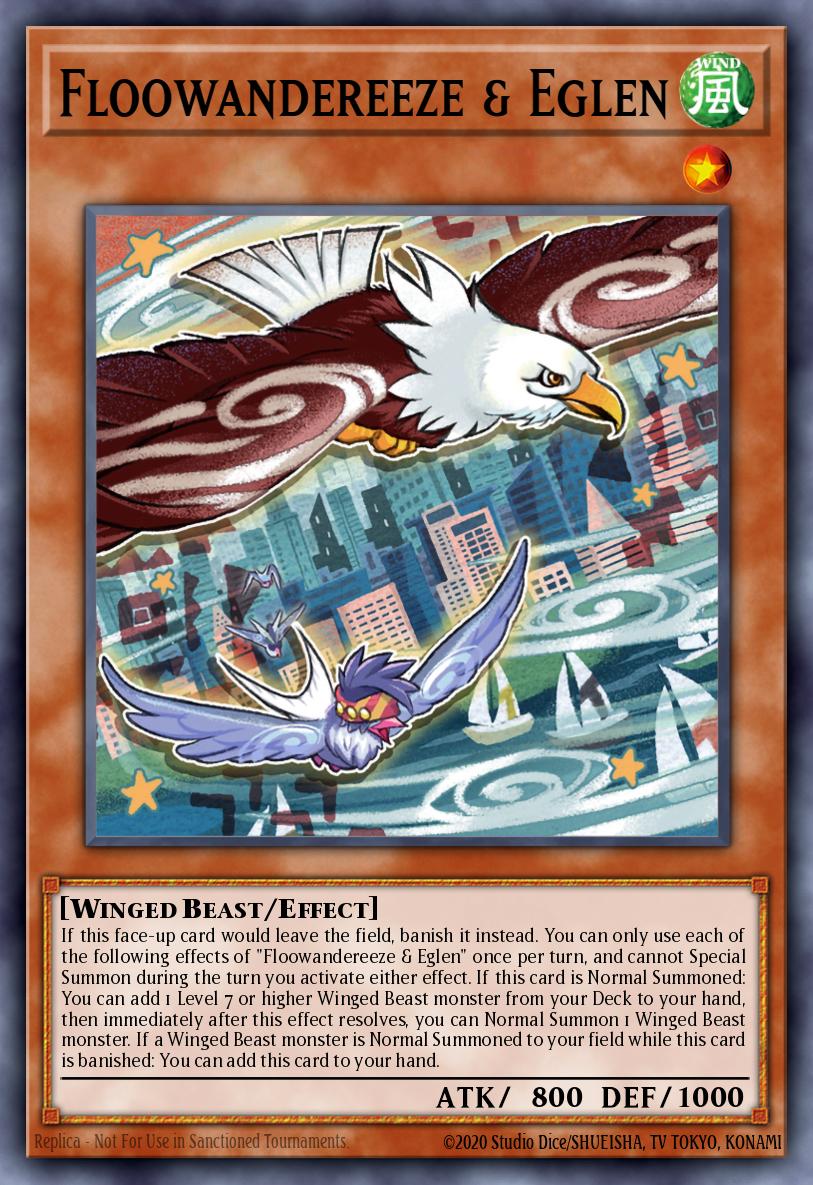 FLOOWANDEREEZE & EGLEN
WIND
風
[WINGED BEAST/EFFECT]
If this face-up card would leave the field, banish it instead. You can only use each of
the following effects of "Floowandereeze & Eglen" once per turn, and cannot Special
Summon during the turn you activate either effect. If this card is Normal Summoned:
You can add 1 Level 7 or higher Winged Beast monster from your Deck to your hand,
then immediately after this effect resolves, you can Normal Summon 1 Winged Beast
monster. If a Winged Beast monster is Normal Summoned to your field while this card
is banished: You can add this card to your hand.
ATK/ 800 DEF/1000
Replica - Not For Use in Sanctioned Tournaments.
©2020 Studio Dice/SHUEISHA, TV TOKYO, KONAMI